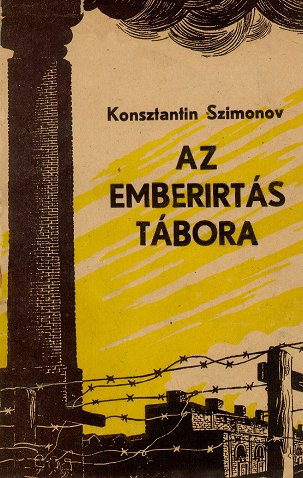 Konsztantin Szimonov
AZ
EMBERIRTÁS
TÁBORA